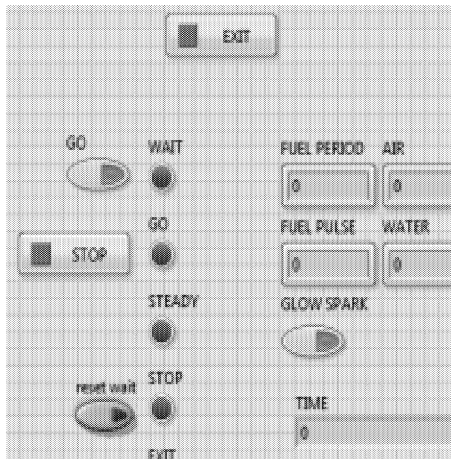 EXIT
GO WAIT FUEL PERIOD AIR
0 0
GO FUEL PULSE WATER
STOP 0 0
STEADY GLOW SPARK
reset wait STOP
TIME
0
EXIT